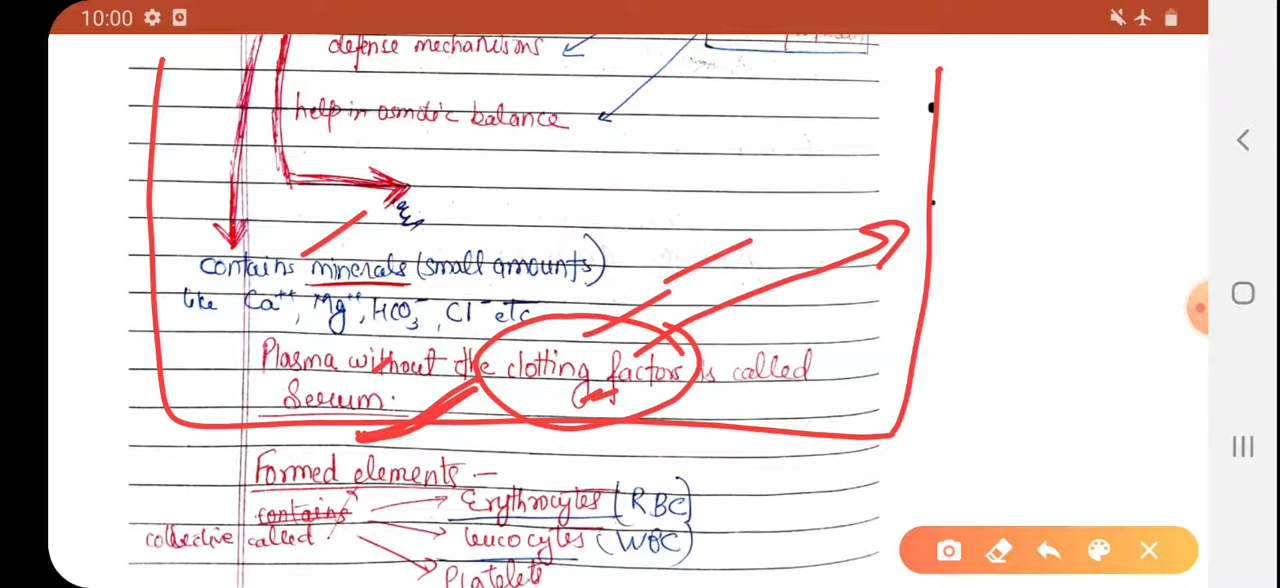 10:00
defense mechanisms
help in osmotic balance
contains minerals (small amounts)
like Ca++, Mg++, HCO3-, Cl- etc
Plasma without the clotting factors is called
Serum.
Formed elements :-
contains
Erythrocytes (RBC)
collective called
leucocytes (WBC)
Platelets